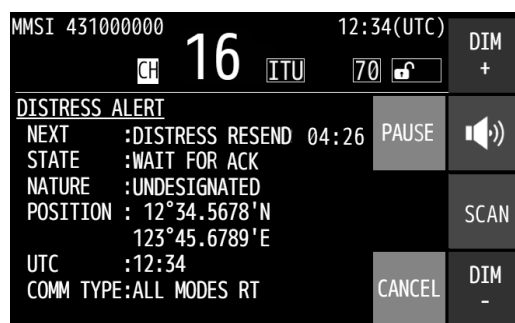 MMSI 431000000
12:34(UTC)
CH 16 ITU 70
DIM
+
DISTRESS ALERT
NEXT :DISTRESS RESEND 04:26
PAUSE
STATE :WAIT FOR ACK
NATURE :UNDESIGNATED
POSITION : 12°34.5678'N
123°45.6789'E
SCAN
UTC :12:34
COMM TYPE:ALL MODES RT
CANCEL
DIM
-